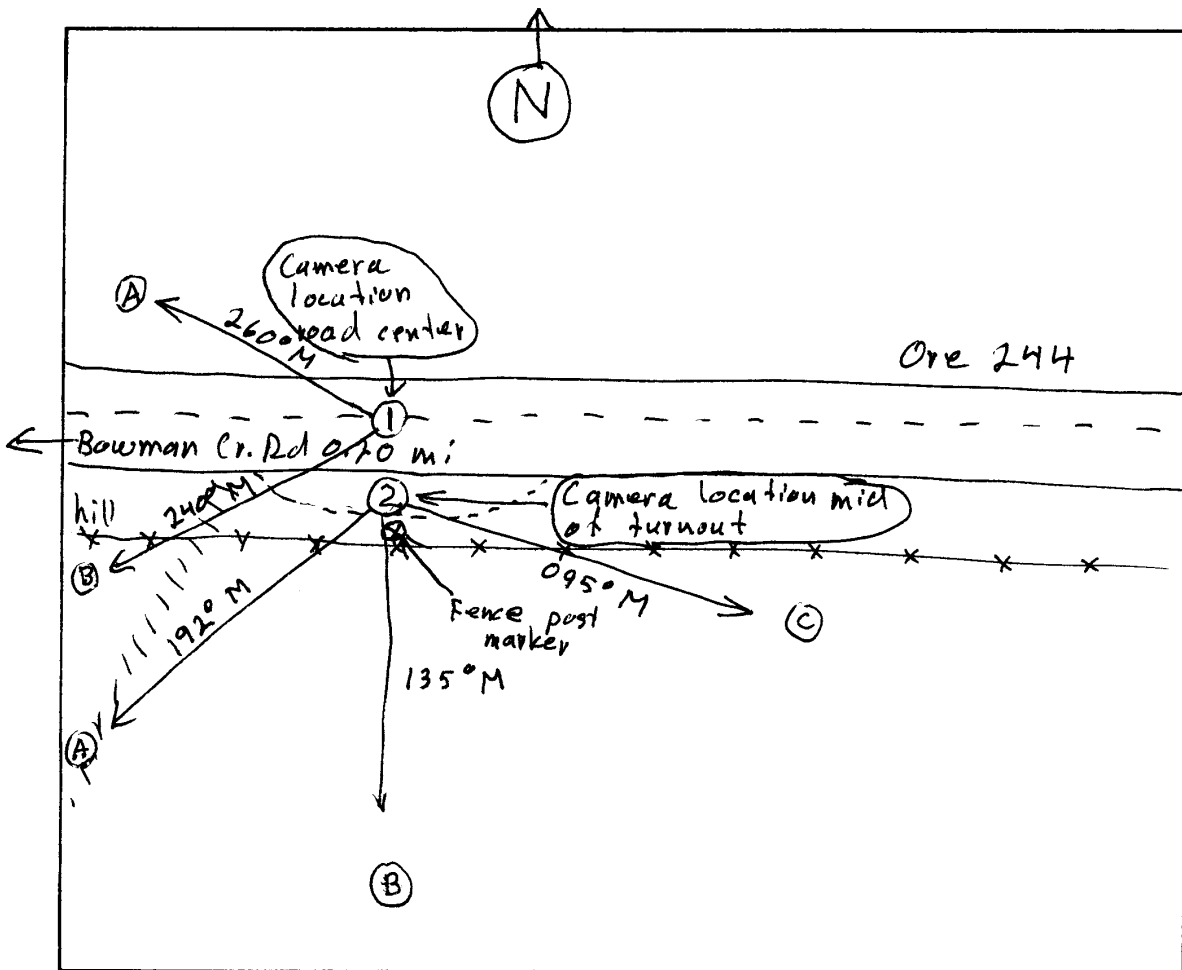 N
Camera
location
road center
A
260° M
Ore 244
1
Bowman Cr. Rd 0.70 mi
2
Camera location mid
of turnout
hill
240° M
B
192° M
095° M
C
Fence post
marker
135° M
A
B